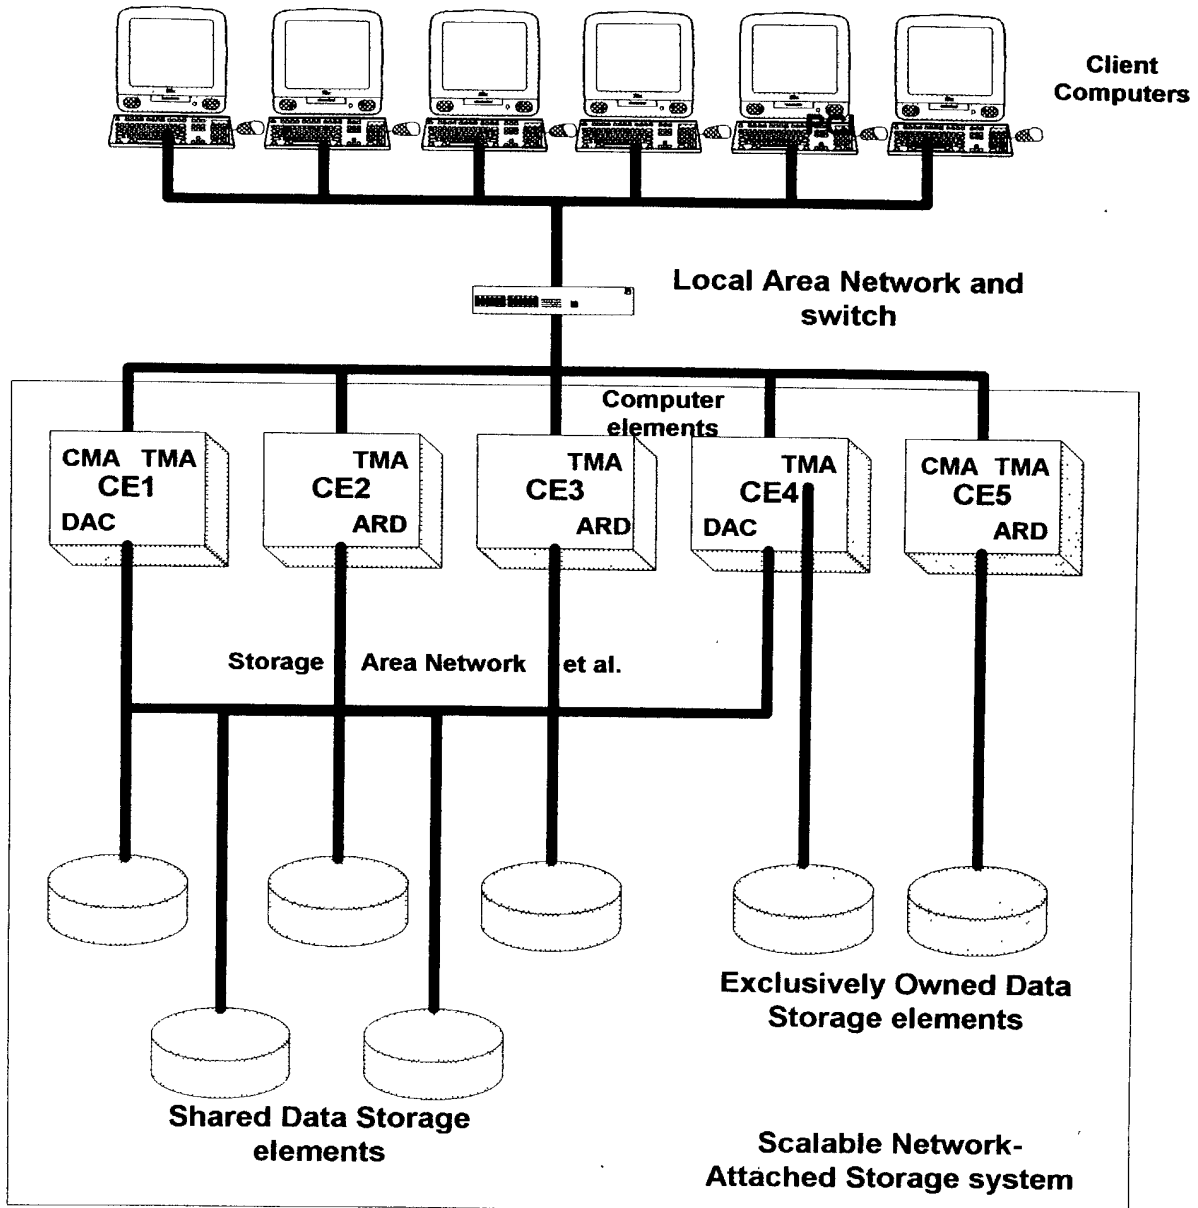 Client
Computers
Local Area Network and
switch
Computer
elements
CMA TMA
CE1
DAC
TMA
CE2
ARD
TMA
CE3
ARD
TMA
CE4
DAC
CMA TMA
CE5
ARD
Storage Area Network et al.
Exclusively Owned Data
Storage elements
Shared Data Storage
elements
Scalable Network-
Attached Storage system